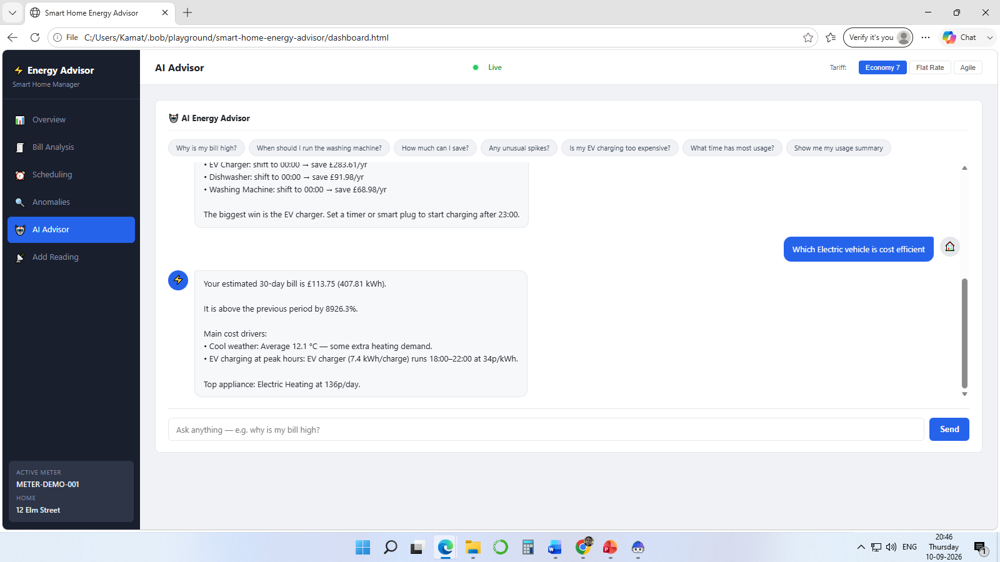 Smart Home Energy Advisor
File C:/Users/Kamat/.bob/playground/smart-home-energy-advisor/dashboard.html
Verify it's you
Chat
Energy Advisor
Smart Home Manager
Overview
Bill Analysis
Scheduling
Anomalies
AI Advisor
Add Reading
ACTIVE METER
METER-DEMO-001
HOME
12 Elm Street
AI Advisor
Live
Tariff: Economy 7 Flat Rate Agile
AI Energy Advisor
Why is my bill high? When should I run the washing machine? How much can I save? Any unusual spikes? Is my EV charging too expensive? What time has most usage? Show me my usage summary
• EV Charger: shift to 00:00 → save £283.61/yr
• Dishwasher: shift to 00:00 → save £91.98/yr
• Washing Machine: shift to 00:00 → save £68.98/yr
The biggest win is the EV charger. Set a timer or smart plug to start charging after 23:00.
Which Electric vehicle is cost efficient
Your estimated 30-day bill is £113.75 (407.81 kWh).
It is above the previous period by 8926.3%.
Main cost drivers:
• Cool weather: Average 12.1 °C — some extra heating demand.
• EV charging at peak hours: EV charger (7.4 kWh/charge) runs 18:00–22:00 at 34p/kWh.
Top appliance: Electric Heating at 136p/day.
Ask anything — e.g. why is my bill high?
Send
ENG
20:46
Thursday
10-09-2026
1